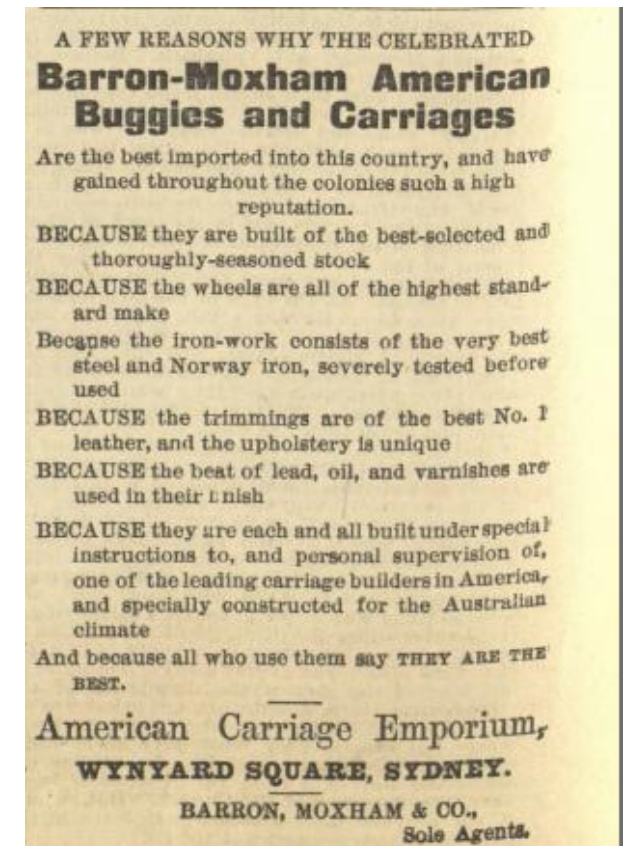 A FEW REASONS WHY THE CELEBRATED
Barron-Moxham American
Buggies and Carriages
Are the best imported into this country, and have
gained throughout the colonies such a high
reputation.
BECAUSE they are built of the best-selected and
thoroughly-seasoned stock
BECAUSE the wheels are all of the highest stand-
ard make
Because the iron-work consists of the very best
steel and Norway iron, severely tested before
used
BECAUSE the trimmings are of the best No. 1
leather, and the upholstery is unique
BECAUSE the beat of lead, oil, and varnishes are
used in their
BECAUSE they are each and all built under special
instructions to, and personal supervision of,
one of the leading carriage builders in America,
and specially constructed for the Australian
climate
And because all who use them say THEY ARE THE
BEST.
American Carriage Emporium,
WYNYARD SQUARE, SYDNEY.
BARRON, MOXHAM & CO.,
Sole Agents.